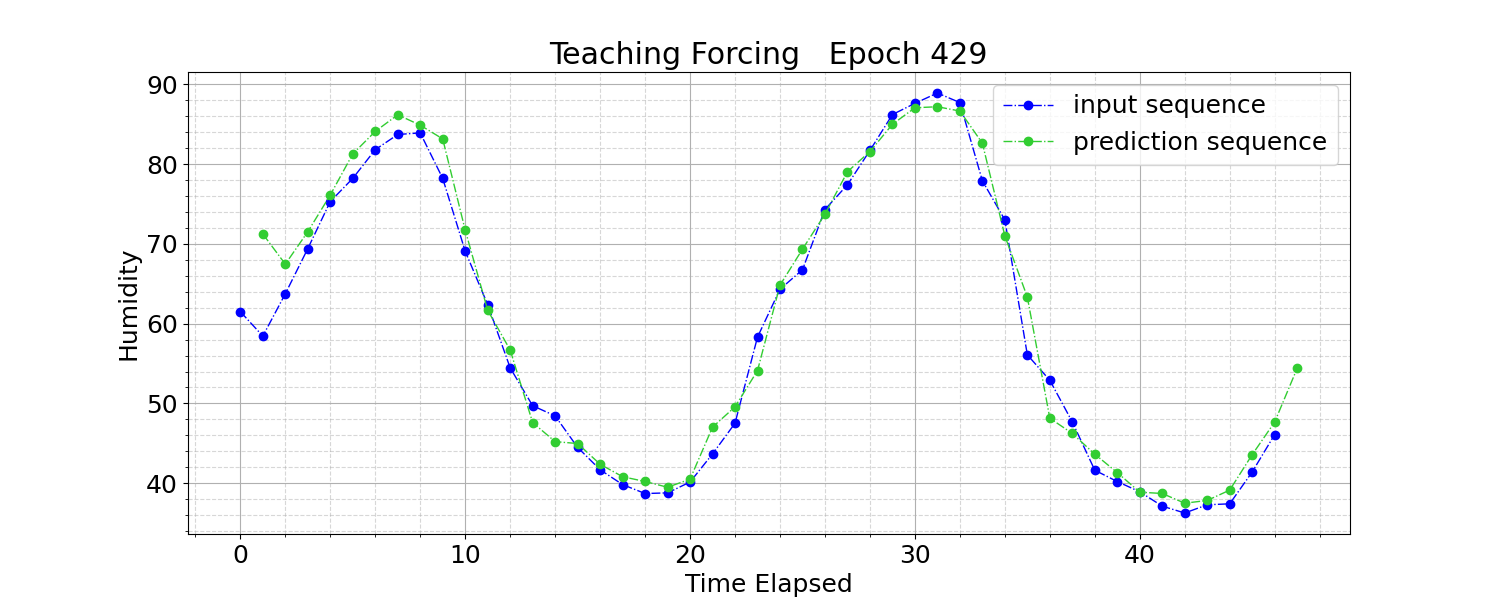 Teaching Forcing   Epoch 429
90
80
70
60
50
40
Humidity
input sequence
prediction sequence
0 10 20 30 40
Time Elapsed